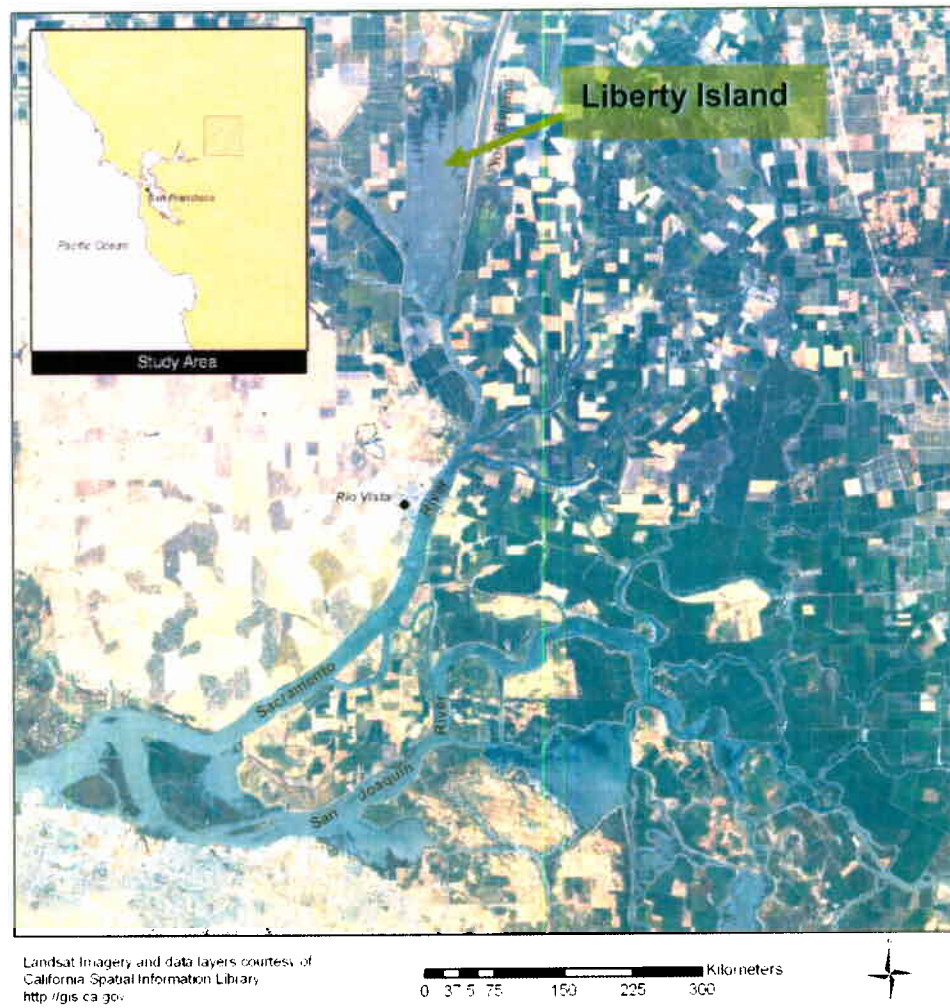 Liberty Island
San Francisco
Pacific Ocean
Study Area
Rio Vista
River
Sacramento
River
San Joaquin
Landsat Imagery and data layers courtesy of
California Spatial Information Library
http://gis.ca.gov
Kilometers
0 37.5 75 150 225 300